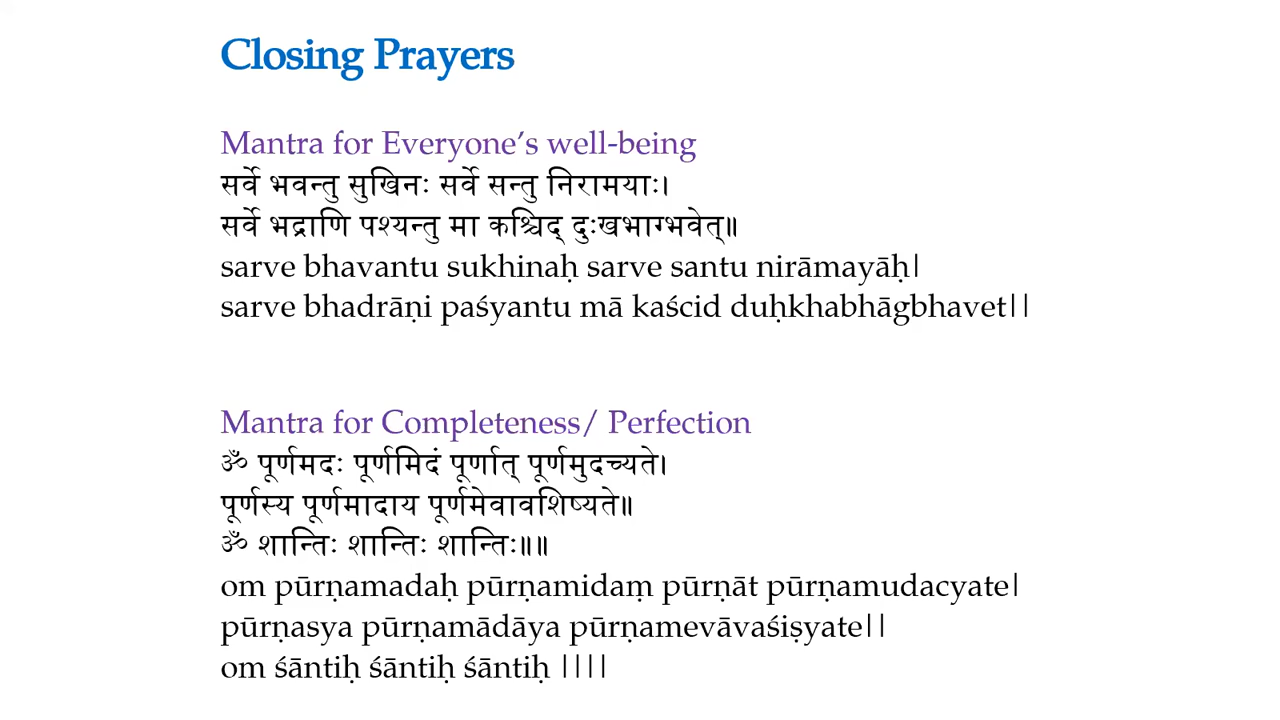 Closing Prayers
Mantra for Everyone’s well-being
सर्वे भवन्तु सुखिनः सर्वे सन्तु निरामयाः।
सर्वे भद्राणि पश्यन्तु मा कश्चिद् दुःखभाग्भवेत्॥
sarve bhavantu sukhinaḥ sarve santu nirāmayāḥ|
sarve bhadrāṇi paśyantu mā kaścid duḥkhabhāgbhavet||
Mantra for Completeness/ Perfection
ॐ पूर्णमदः पूर्णमिदं पूर्णात् पूर्णमुदच्यते।
पूर्णस्य पूर्णमादाय पूर्णमेवावशिष्यते॥
ॐ शान्तिः शान्तिः शान्तिः॥॥
om pūrṇamadaḥ pūrṇamidaṃ pūrṇāt pūrṇamudacyate|
pūrṇasya pūrṇamādāya pūrṇamevāvaśiṣyate||
om śāntiḥ śāntiḥ śāntiḥ ||||